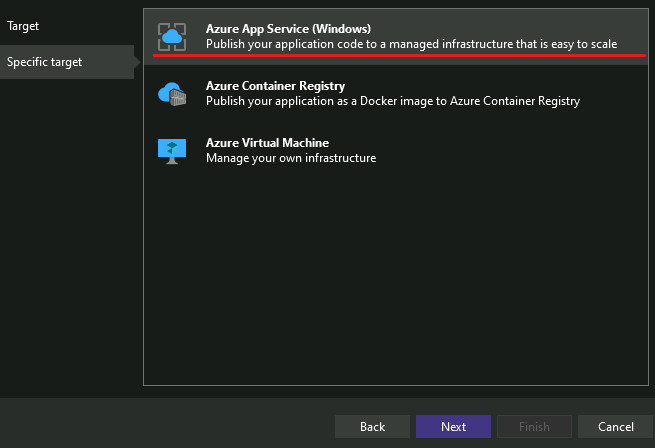 Target
Specific target
Azure App Service (Windows)
Publish your application code to a managed infrastructure that is easy to scale
Azure Container Registry
Publish your application as a Docker image to Azure Container Registry
Azure Virtual Machine
Manage your own infrastructure
Back
Next
Finish
Cancel